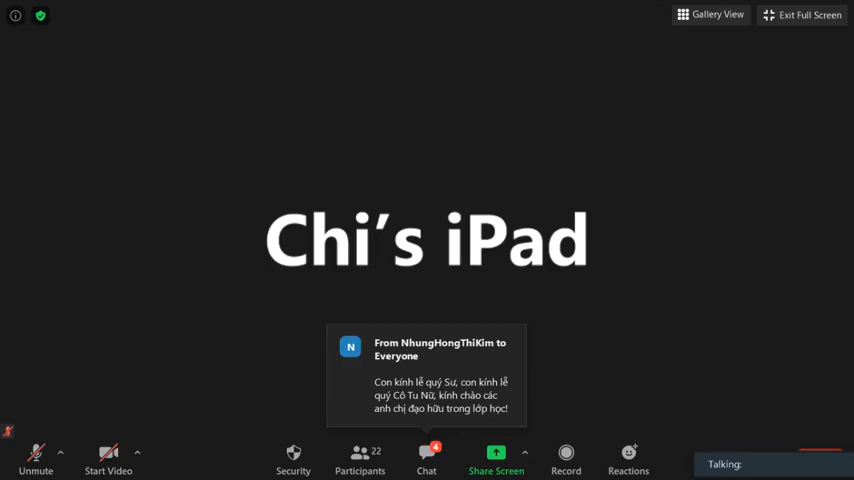 Gallery View
Exit Full Screen
Chi's iPad
N
From NhungHongThiKim to
Everyone
Con kính lễ quý Sư, con kính lễ
quý Cô Tu Nữ, kính chào các
anh chị đạo hữu trong lớp học!
22
4
Unmute
Start Video
Security
Participants
Chat
Share Screen
Record
Reactions
Talking: